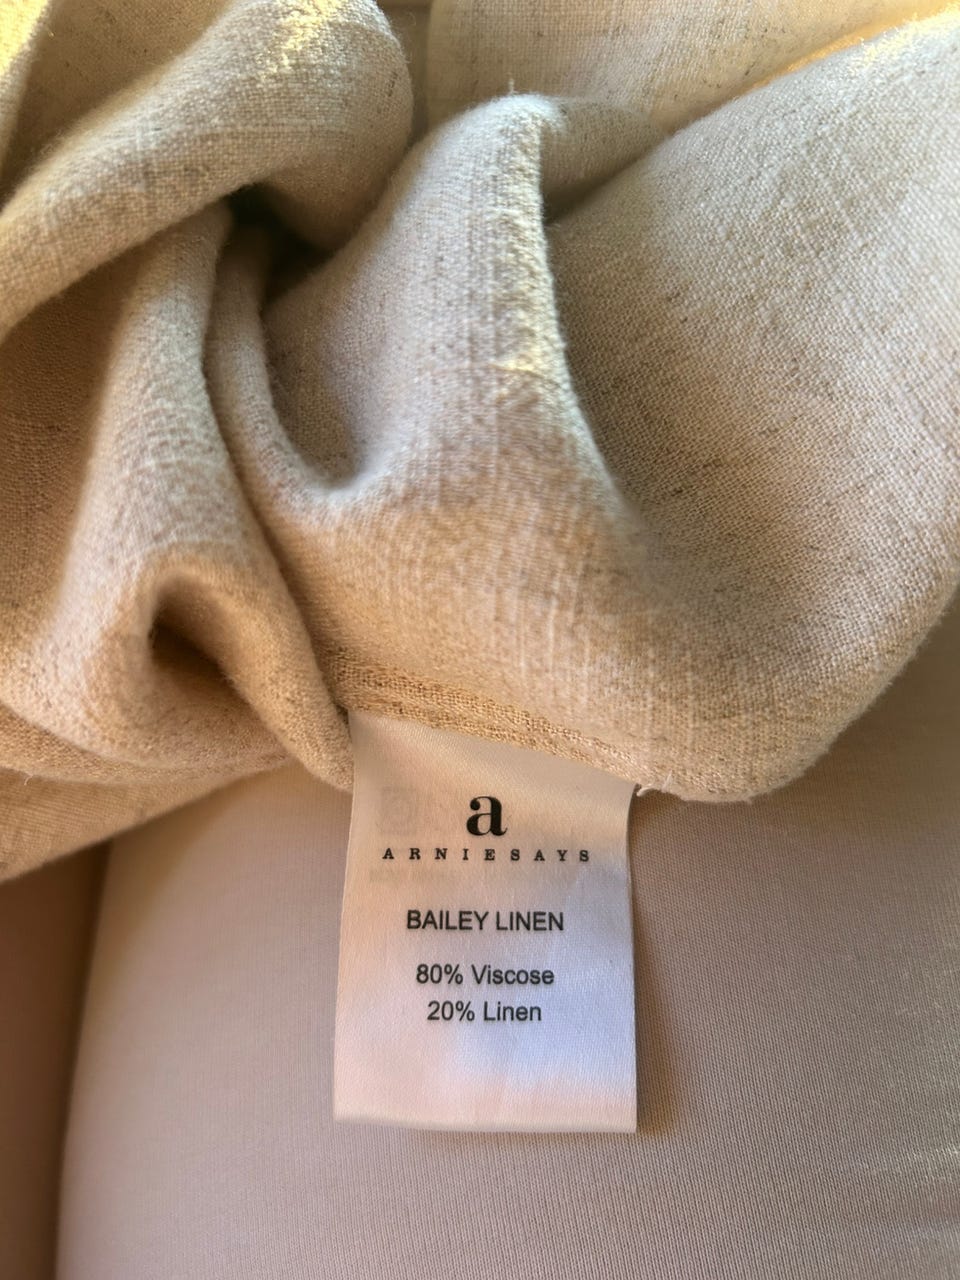 a
ARNIESAYS
BAILEY LINEN
80% Viscose
20% Linen